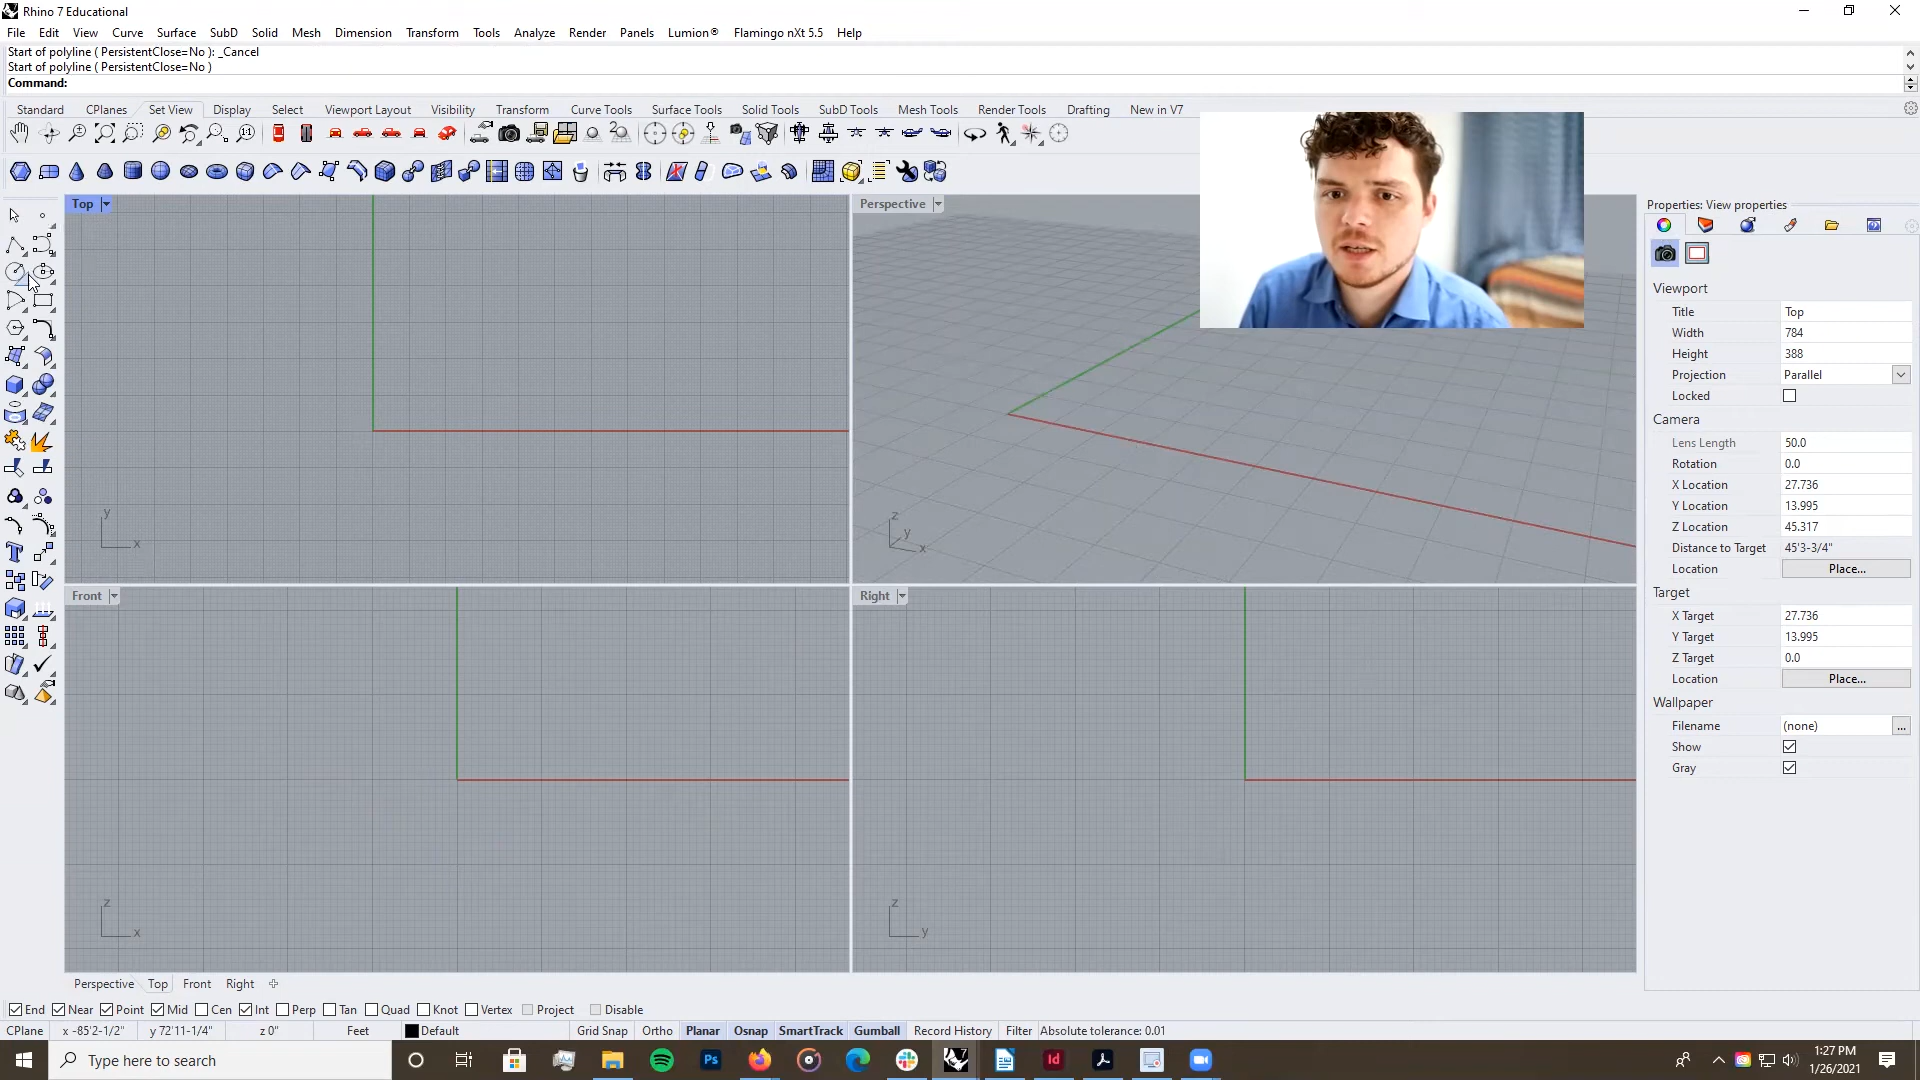 Rhino 7 Educational
File Edit View Curve Surface SubD Solid Mesh Dimension Transform Tools Analyze Render Panels Lumion® Flamingo nXt 5.5 Help
Start of polyline ( PersistentClose=No ): _Cancel
Start of polyline ( PersistentClose=No )
Command:
Standard CPlanes Set View Display Select Viewport Layout Visibility Transform Curve Tools Surface Tools Solid Tools SubD Tools Mesh Tools Render Tools Drafting New in V7
Top
Perspective
Properties: View properties
Viewport
Title Top
Width 784
Height 388
Projection Parallel
Locked
Camera
Lens Length 50.0
Rotation 0.0
X Location 27.736
Y Location 13.995
Z Location 45.317
Distance to Target 45'3-3/4"
Location Place...
Target
X Target 27.736
Y Target 13.995
Z Target 0.0
Location Place...
Wallpaper
Filename (none) ...
Show
Gray
y
x
z
y
x
Front
Right
z
x
z
y
Perspective Top Front Right
End Near Point Mid Cen Int Perp Tan Quad Knot Vertex Project Disable
CPlane x -85'2-1/2" y 72'11-1/4" z 0" Feet Default Grid Snap Ortho Planar Osnap SmartTrack Gumball Record History Filter Absolute tolerance: 0.01
Type here to search
Ps
Id
1:27 PM
1/26/2021